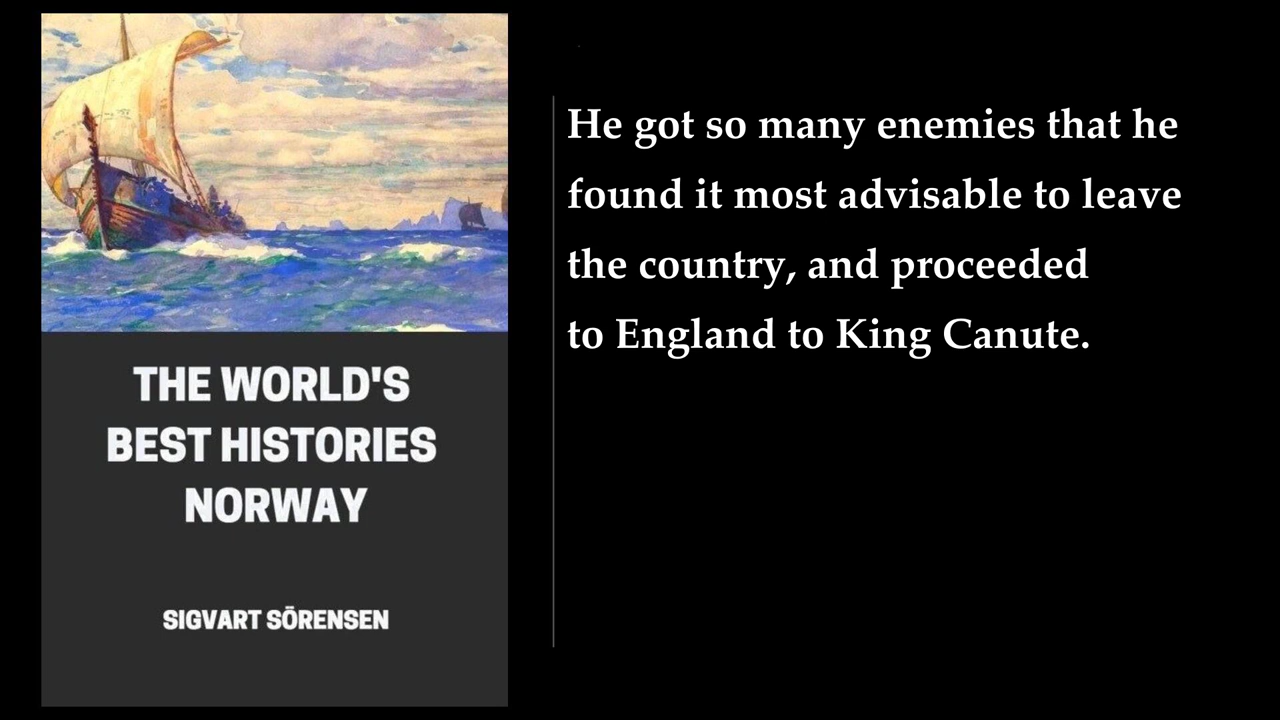 THE WORLD'S
BEST HISTORIES
NORWAY
SIGVART SÖRENSEN
He got so many enemies that he
found it most advisable to leave
the country, and proceeded
to England to King Canute.